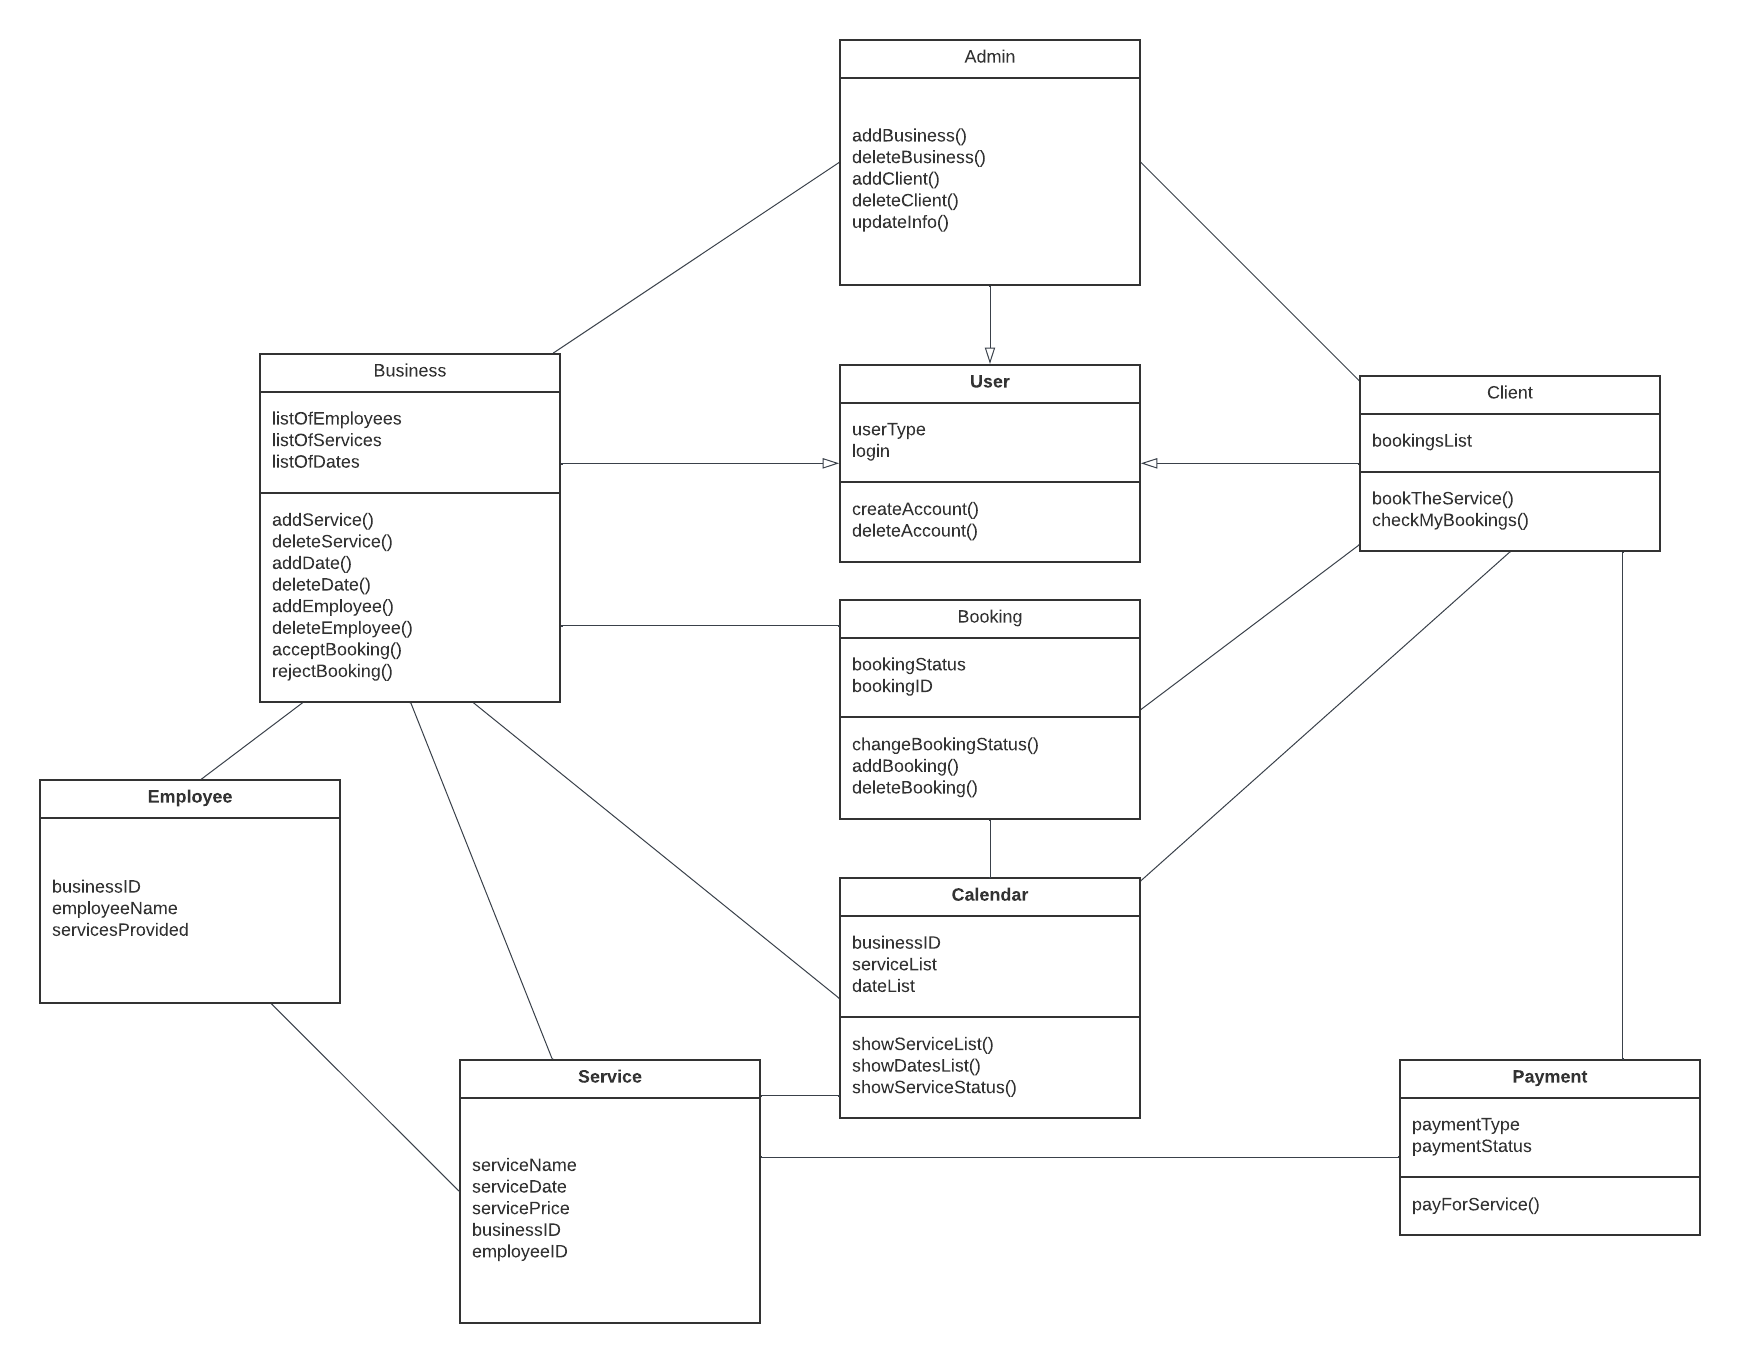 Admin
addBusiness()
deleteBusiness()
addClient()
deleteClient()
updateInfo()
Business
listOfEmployees
listOfServices
listOfDates
addService()
deleteService()
addDate()
deleteDate()
addEmployee()
deleteEmployee()
acceptBooking()
rejectBooking()
User
userType
login
createAccount()
deleteAccount()
Client
bookingsList
bookTheService()
checkMyBookings()
Booking
bookingStatus
bookingID
changeBookingStatus()
addBooking()
deleteBooking()
Employee
businessID
employeeName
servicesProvided
Calendar
businessID
serviceList
dateList
showServiceList()
showDatesList()
showServiceStatus()
Service
serviceName
serviceDate
servicePrice
businessID
employeeID
Payment
paymentType
paymentStatus
payForService()